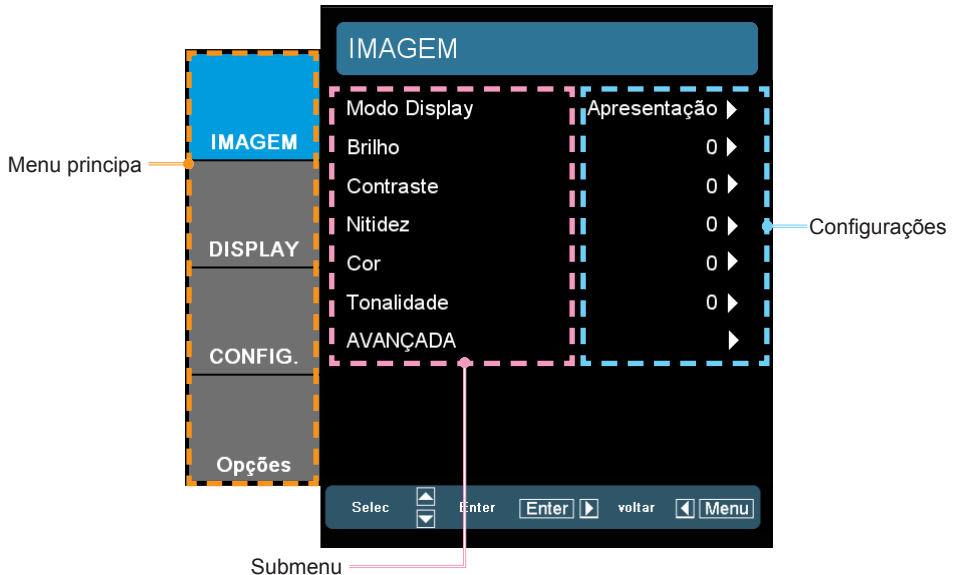 IMAGEM
Modo Display Apresentação
IMAGEM
Brilho 0
Menu principa
Contraste 0
Nitidez 0
Configurações
DISPLAY
Cor 0
Tonalidade 0
AVANÇADA
CONFIG.
Opções
Selec Enter Enter voltar Menu
Submenu